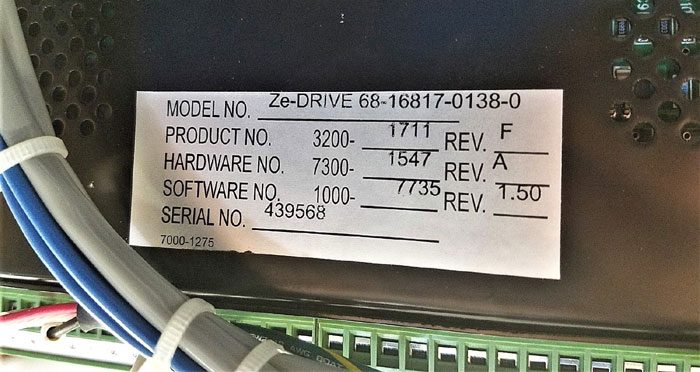 MODEL NO. Ze-DRIVE 68-16817-0138-0
PRODUCT NO. 3200- 1711 REV. F
HARDWARE NO. 7300- 1547 REV. A
SOFTWARE NO. 1000- 7735 REV. 1.50
SERIAL NO. 439568
7000-1275
AWG